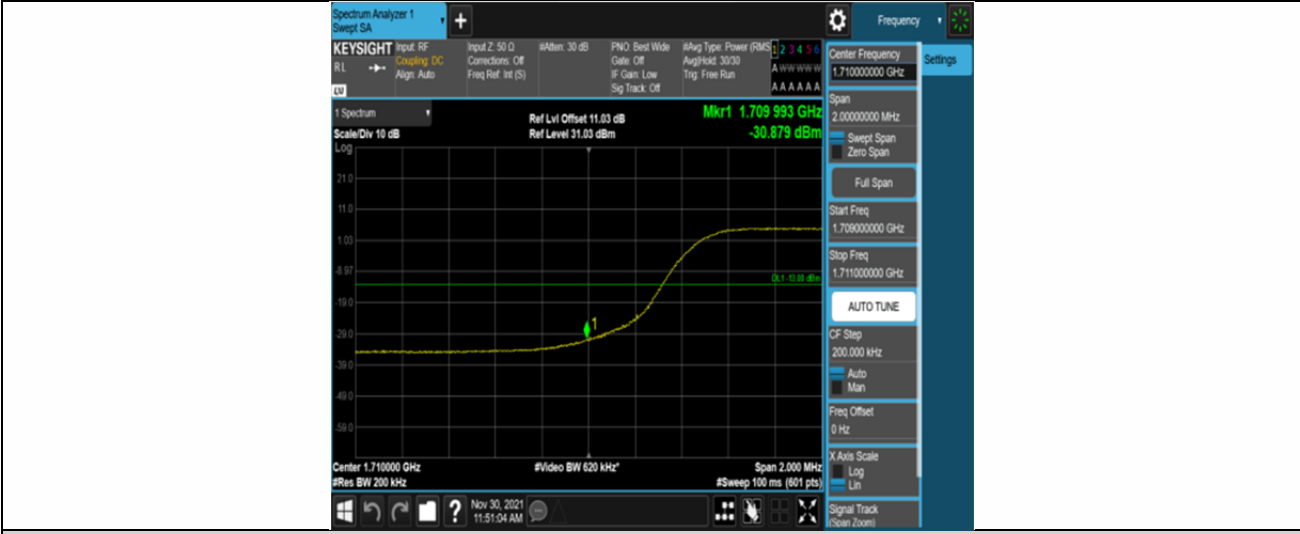 Spectrum Analyzer 1
Swept SA
+
Frequency
KEYSIGHT
RL
Input: RF
Coupling: DC
Align: Auto
Input Z: 50 Ω
Corrections: Off
Freq Ref: Int (S)
#Atten: 30 dB
PNO: Best Wide
Gate: Off
IF Gain: Low
Sig Track: Off
#Avg Type: Power (RMS
Avg|Hold: 30/30
Trig: Free Run
1 2 3 4 5 6
A W W W W W
A A A A A A
Center Frequency
1.710000000 GHz
Settings
Span
2.00000000 MHz
Swept Span
Zero Span
Full Span
Start Freq
1.709000000 GHz
Stop Freq
1.711000000 GHz
AUTO TUNE
CF Step
200.000 kHz
Auto
Man
Freq Offset
0 Hz
X Axis Scale
Log
Lin
Signal Track
(Span Zoom)
1 Spectrum
Scale/Div 10 dB
Log
Ref Lvl Offset 11.03 dB
Ref Level 31.03 dBm
Mkr1 1.709 993 GHz
-30.879 dBm
21.0
11.0
1.03
-8.97
-19.0
-29.0
-39.0
-49.0
-59.0
DL1 -13.00 dBm
1
Center 1.710000 GHz
#Res BW 200 kHz
#Video BW 620 kHz*
Span 2.000 MHz
#Sweep 100 ms (601 pts)
?
Nov 30, 2021
11:51:04 AM